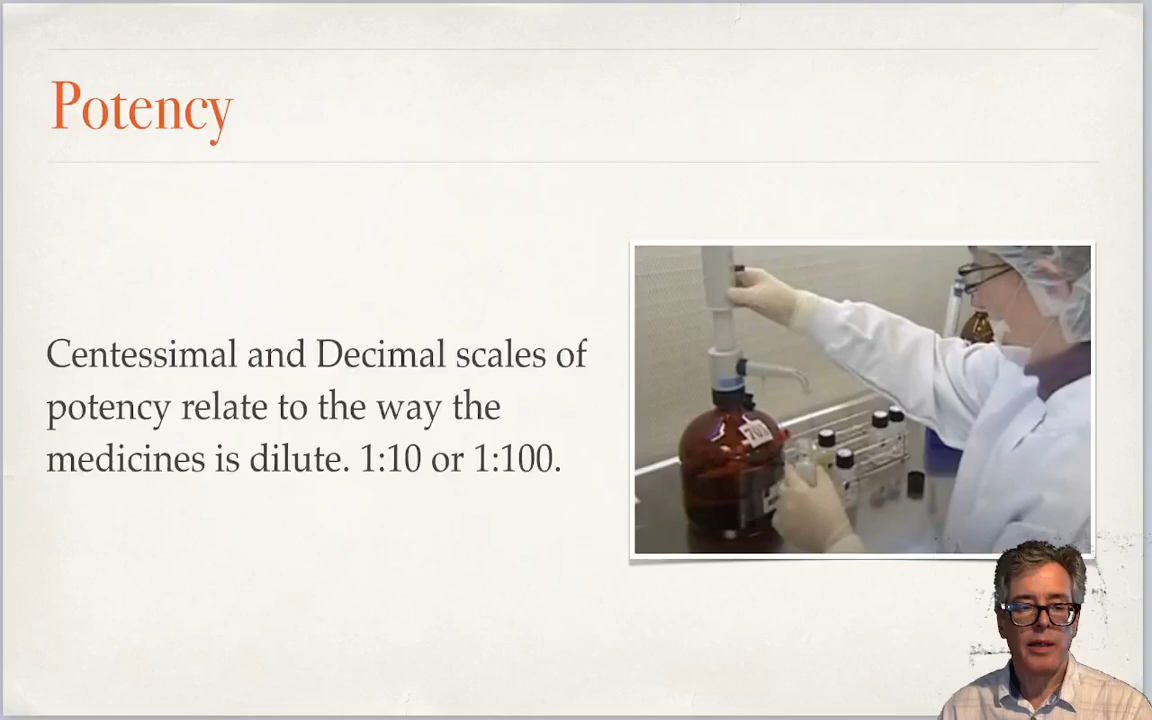 Potency
Centessimal and Decimal scales of
potency relate to the way the
medicines is dilute. 1:10 or 1:100.